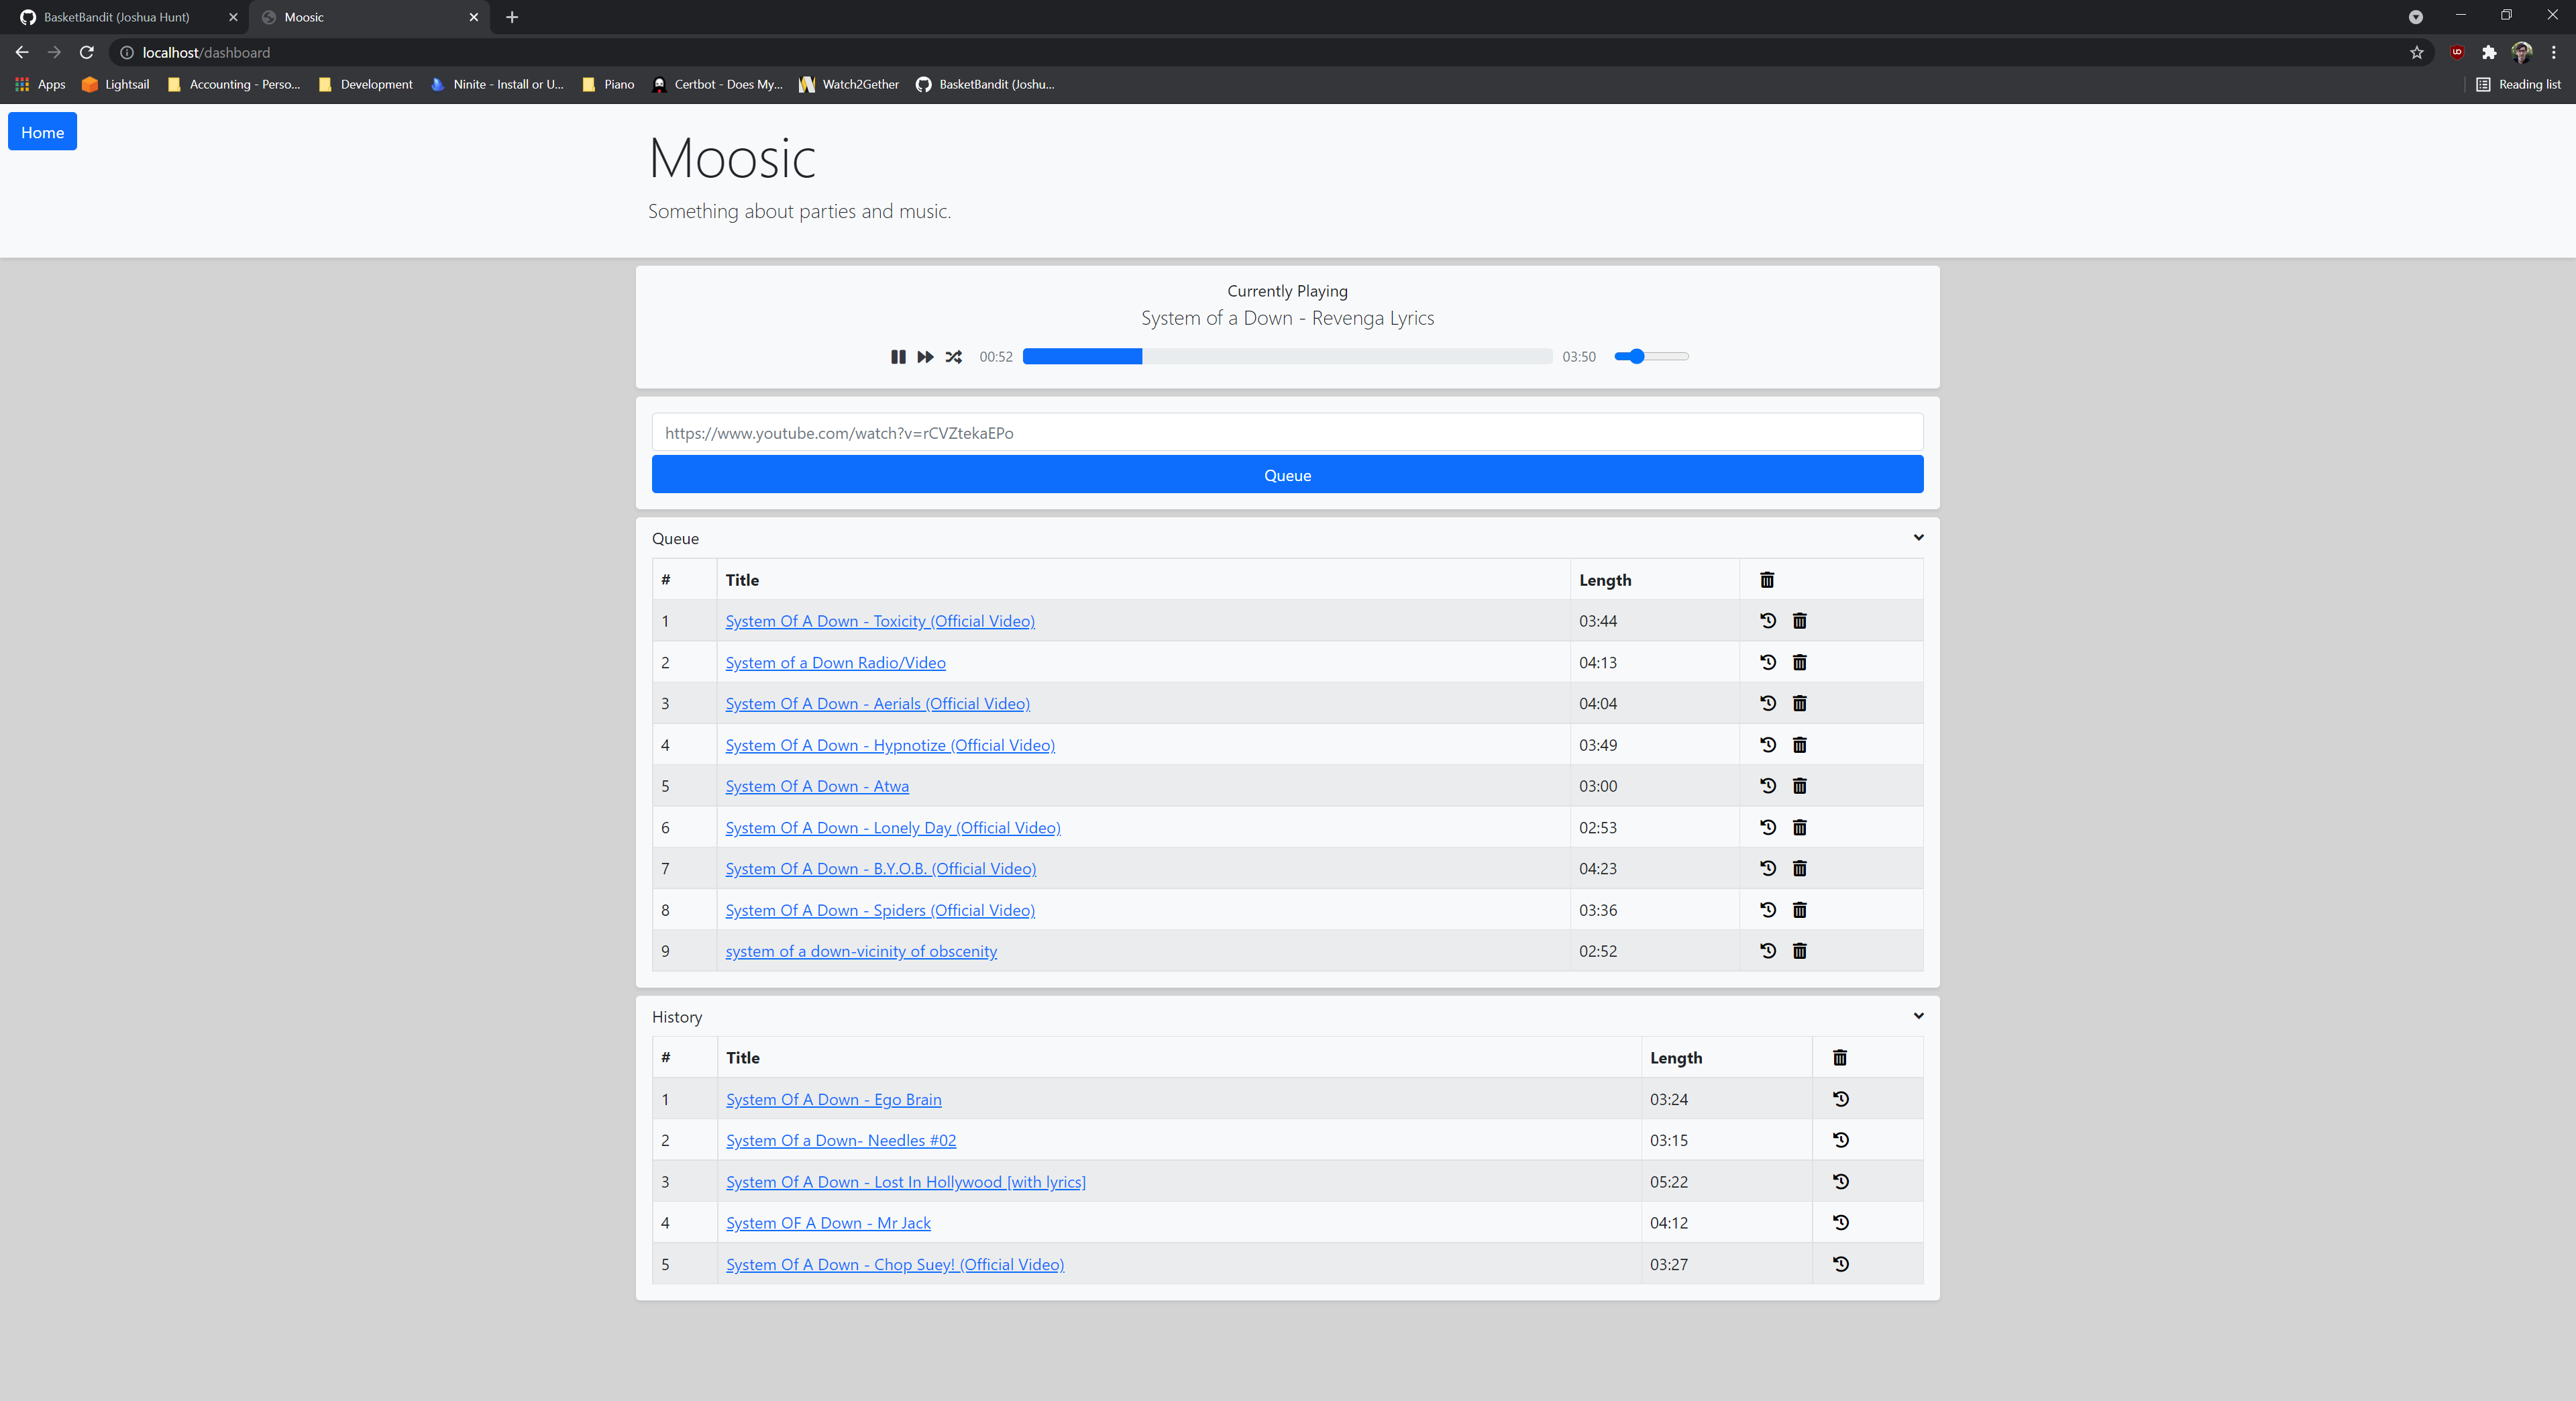 BasketBandit (Joshua Hunt)
Moosic
localhost/dashboard
Apps
Lightsail
Accounting - Perso...
Development
Ninite - Install or U...
Piano
Certbot - Does My...
Watch2Gether
BasketBandit (Joshu...
Reading list
Home
Moosic
Something about parties and music.
Currently Playing
System of a Down - Revenga Lyrics
00:52
03:50
https://www.youtube.com/watch?v=rCVZtekaEPo
Queue
Queue
# Title Length
1 System Of A Down - Toxicity (Official Video) 03:44
2 System of a Down Radio/Video 04:13
3 System Of A Down - Aerials (Official Video) 04:04
4 System Of A Down - Hypnotize (Official Video) 03:49
5 System Of A Down - Atwa 03:00
6 System Of A Down - Lonely Day (Official Video) 02:53
7 System Of A Down - B.Y.O.B. (Official Video) 04:23
8 System Of A Down - Spiders (Official Video) 03:36
9 system of a down-vicinity of obscenity 02:52
History
# Title Length
1 System Of A Down - Ego Brain 03:24
2 System Of a Down- Needles #02 03:15
3 System Of A Down - Lost In Hollywood [with lyrics] 05:22
4 System OF A Down - Mr Jack 04:12
5 System Of A Down - Chop Suey! (Official Video) 03:27